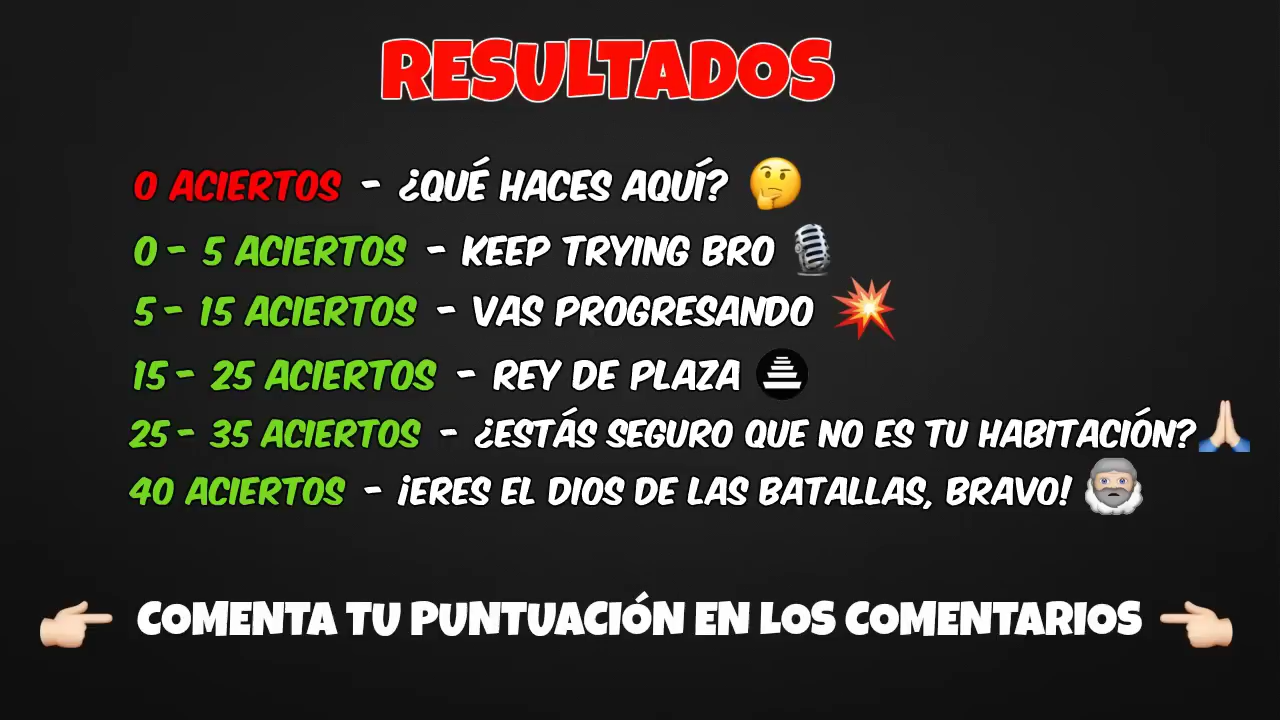 RESULTADOS
0 ACIERTOS - ¿QUÉ HACES AQUÍ? 🤔
0 - 5 ACIERTOS - KEEP TRYING BRO 🎙
5 - 15 ACIERTOS - VAS PROGRESANDO 💥
15 - 25 ACIERTOS - REY DE PLAZA
25 - 35 ACIERTOS - ¿ESTÁS SEGURO QUE NO ES TU HABITACIÓN? 🙏🏻
40 ACIERTOS - ¡ERES EL DIOS DE LAS BATALLAS, BRAVO!
👉🏻 COMENTA TU PUNTUACIÓN EN LOS COMENTARIOS 👈🏻